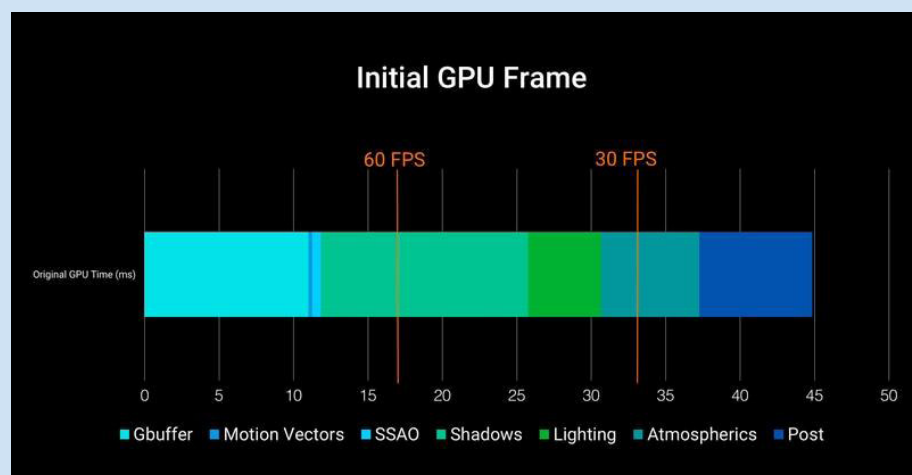 Initial GPU Frame
60 FPS 30 FPS
Original GPU Time (ms)
0 5 10 15 20 25 30 35 40 45 50
Gbuffer Motion Vectors SSAO Shadows Lighting Atmospherics Post